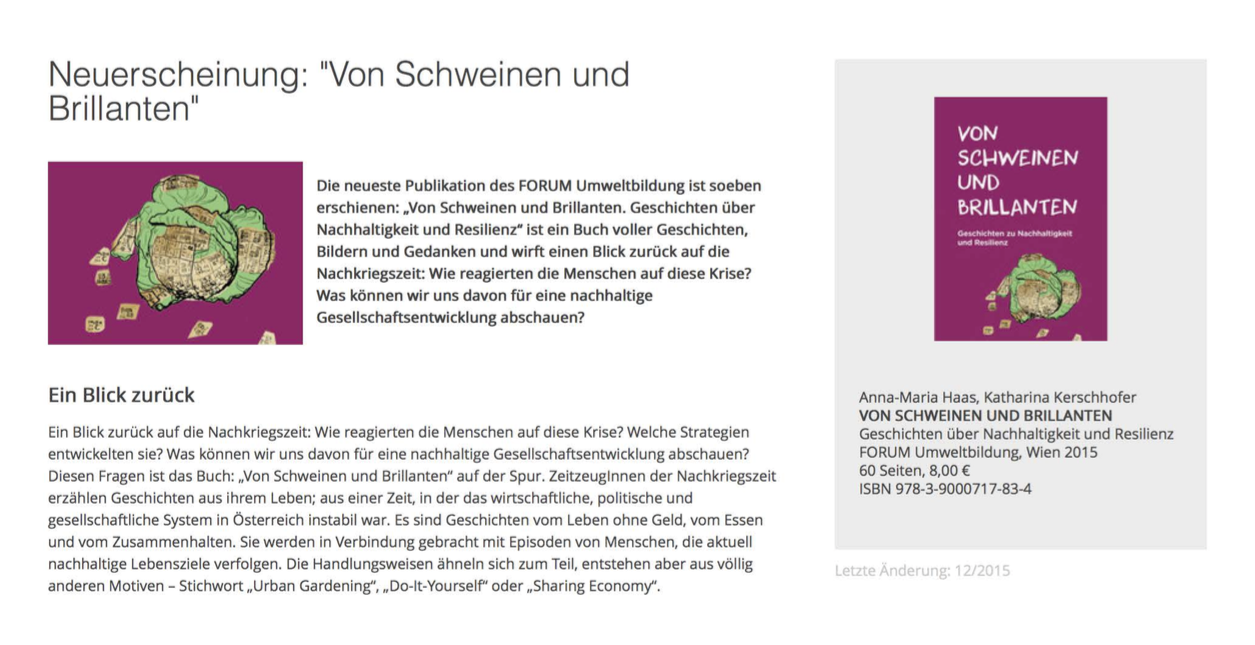 Neuerscheinung: "Von Schweinen und
Brillanten"
Die neueste Publikation des FORUM Umweltbildung ist soeben
erschienen: „Von Schweinen und Brillanten. Geschichten über
Nachhaltigkeit und Resilienz“ ist ein Buch voller Geschichten,
Bildern und Gedanken und wirft einen Blick zurück auf die
Nachkriegszeit: Wie reagierten die Menschen auf diese Krise?
Was können wir uns davon für eine nachhaltige
Gesellschaftsentwicklung abschauen?
Ein Blick zurück
Ein Blick zurück auf die Nachkriegszeit: Wie reagierten die Menschen auf diese Krise? Welche Strategien
entwickelten sie? Was können wir uns davon für eine nachhaltige Gesellschaftsentwicklung abschauen?
Diesen Fragen ist das Buch: „Von Schweinen und Brillanten“ auf der Spur. ZeitzeugInnen der Nachkriegszeit
erzählen Geschichten aus ihrem Leben; aus einer Zeit, in der das wirtschaftliche, politische und
gesellschaftliche System in Österreich instabil war. Es sind Geschichten vom Leben ohne Geld, vom Essen
und vom Zusammenhalten. Sie werden in Verbindung gebracht mit Episoden von Menschen, die aktuell
nachhaltige Lebensziele verfolgen. Die Handlungsweisen ähneln sich zum Teil, entstehen aber aus völlig
anderen Motiven – Stichwort „Urban Gardening“, „Do-It-Yourself“ oder „Sharing Economy“.
VON
SCHWEINEN
UND
BRILLANTEN
Geschichten zu Nachhaltigkeit
und Resilienz
Anna-Maria Haas, Katharina Kerschhofer
VON SCHWEINEN UND BRILLANTEN
Geschichten über Nachhaltigkeit und Resilienz
FORUM Umweltbildung, Wien 2015
60 Seiten, 8,00 €
ISBN 978-3-9000717-83-4
Letzte Änderung: 12/2015